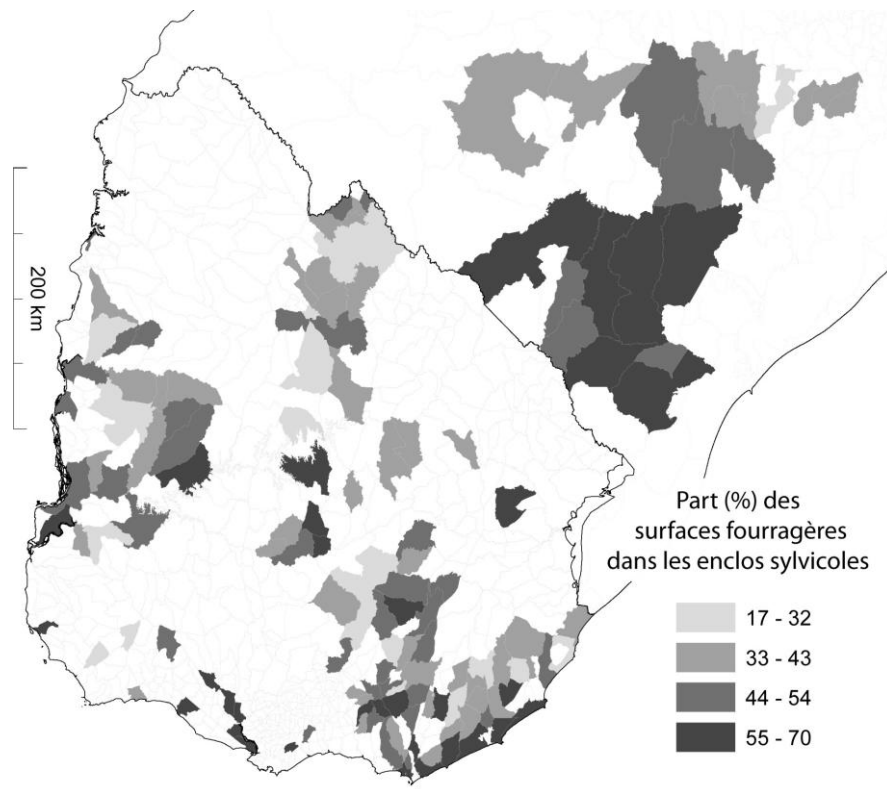 200 km
Part (%) des
surfaces fourragères
dans les enclos sylvicoles
17 - 32
33 - 43
44 - 54
55 - 70